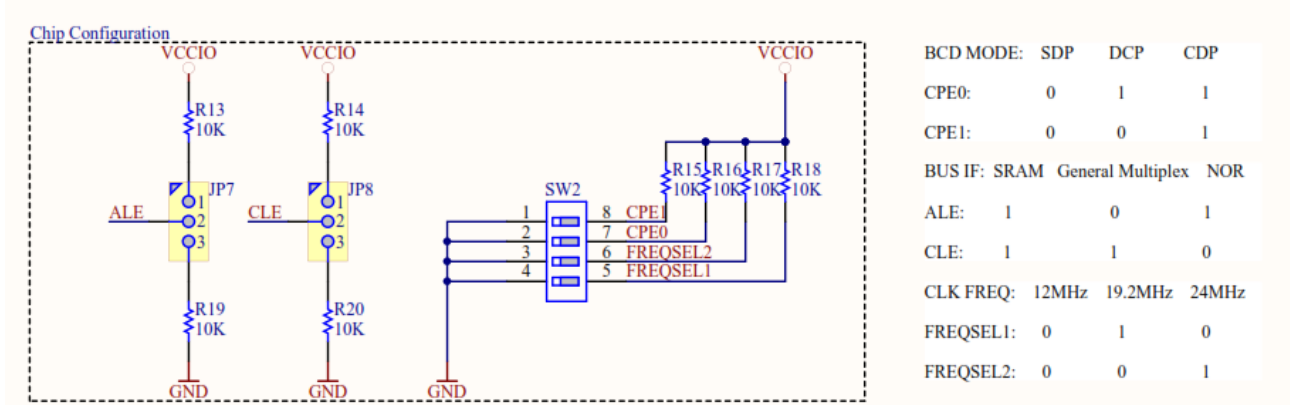 Chip Configuration
VCCIO VCCIO VCCIO
R13 R14
10K 10K
R15 R16 R17 R18
10K 10K 10K 10K
JP7 JP8 SW2
1 1
ALE 2 CLE 2
3 3
1 8 CPE1
2 7 CPE0
3 6 FREQSEL2
4 5 FREQSEL1
R19 R20
10K 10K
GND GND GND
BCD MODE: SDP DCP CDP
CPE0: 0 1 1
CPE1: 0 0 1
BUS IF: SRAM General Multiplex NOR
ALE: 1 0 1
CLE: 1 1 0
CLK FREQ: 12MHz 19.2MHz 24MHz
FREQSEL1: 0 1 0
FREQSEL2: 0 0 1